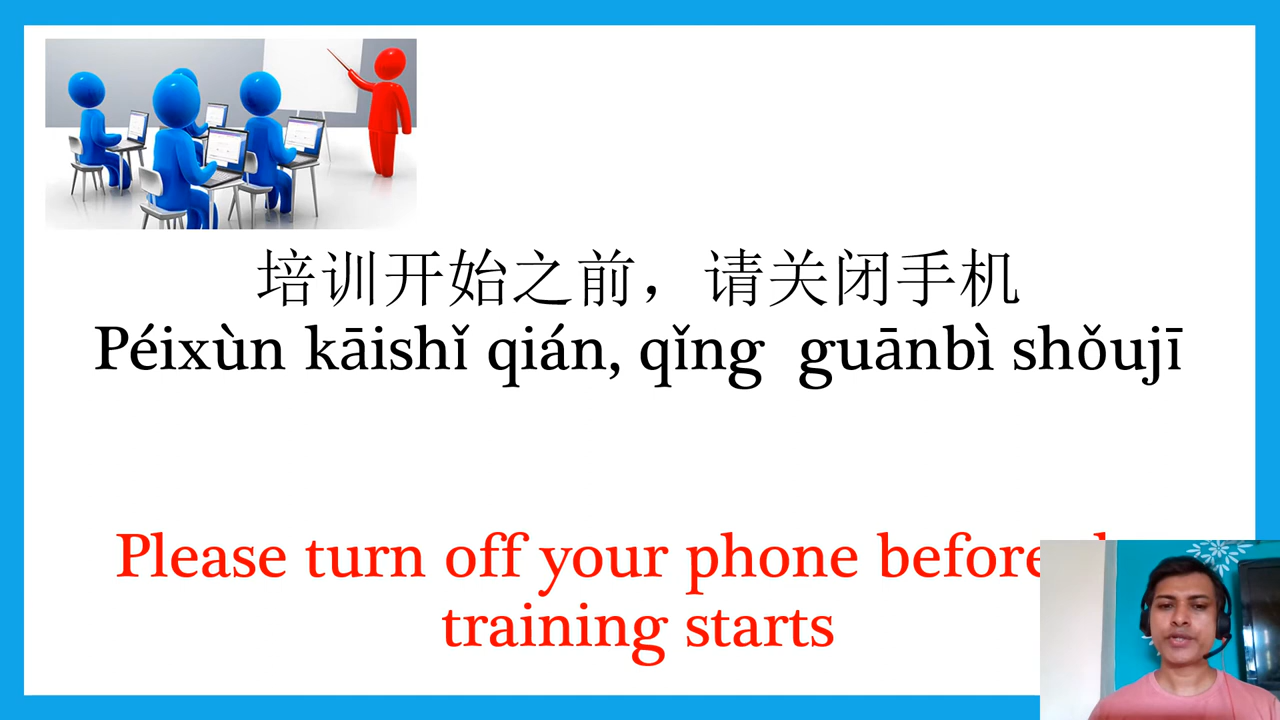 培训开始之前，请关闭手机
Péixùn kāishǐ qián, qǐng guānbì shǒujī
Please turn off your phone before
training starts